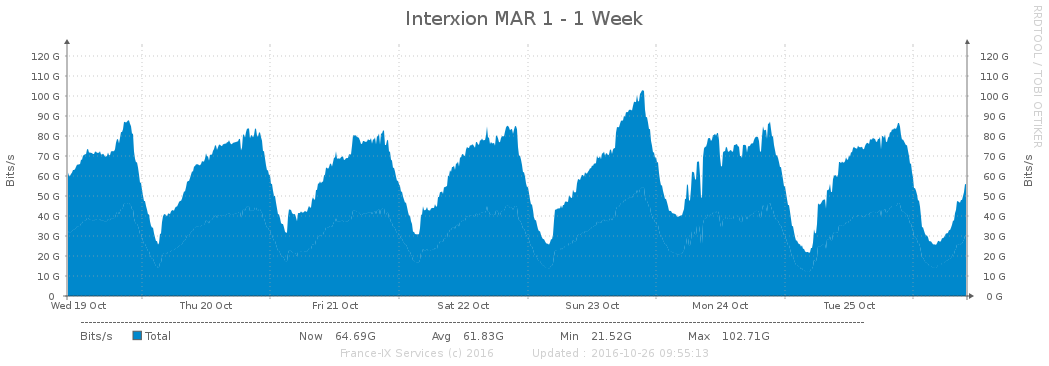 Interxion MAR 1 - 1 Week
RRDTOOL / TOBI OETIKER
Bits/s
120 G
110 G
100 G
90 G
80 G
70 G
60 G
50 G
40 G
30 G
20 G
10 G
0
120 G
110 G
100 G
90 G
80 G
70 G
60 G
50 G
40 G
30 G
20 G
10 G
0 G
Bits/s
Wed 19 Oct Thu 20 Oct Fri 21 Oct Sat 22 Oct Sun 23 Oct Mon 24 Oct Tue 25 Oct
Bits/s Total Now 64.69G Avg 61.83G Min 21.52G Max 102.71G
France-IX Services (c) 2016 Updated : 2016-10-26 09:55:13